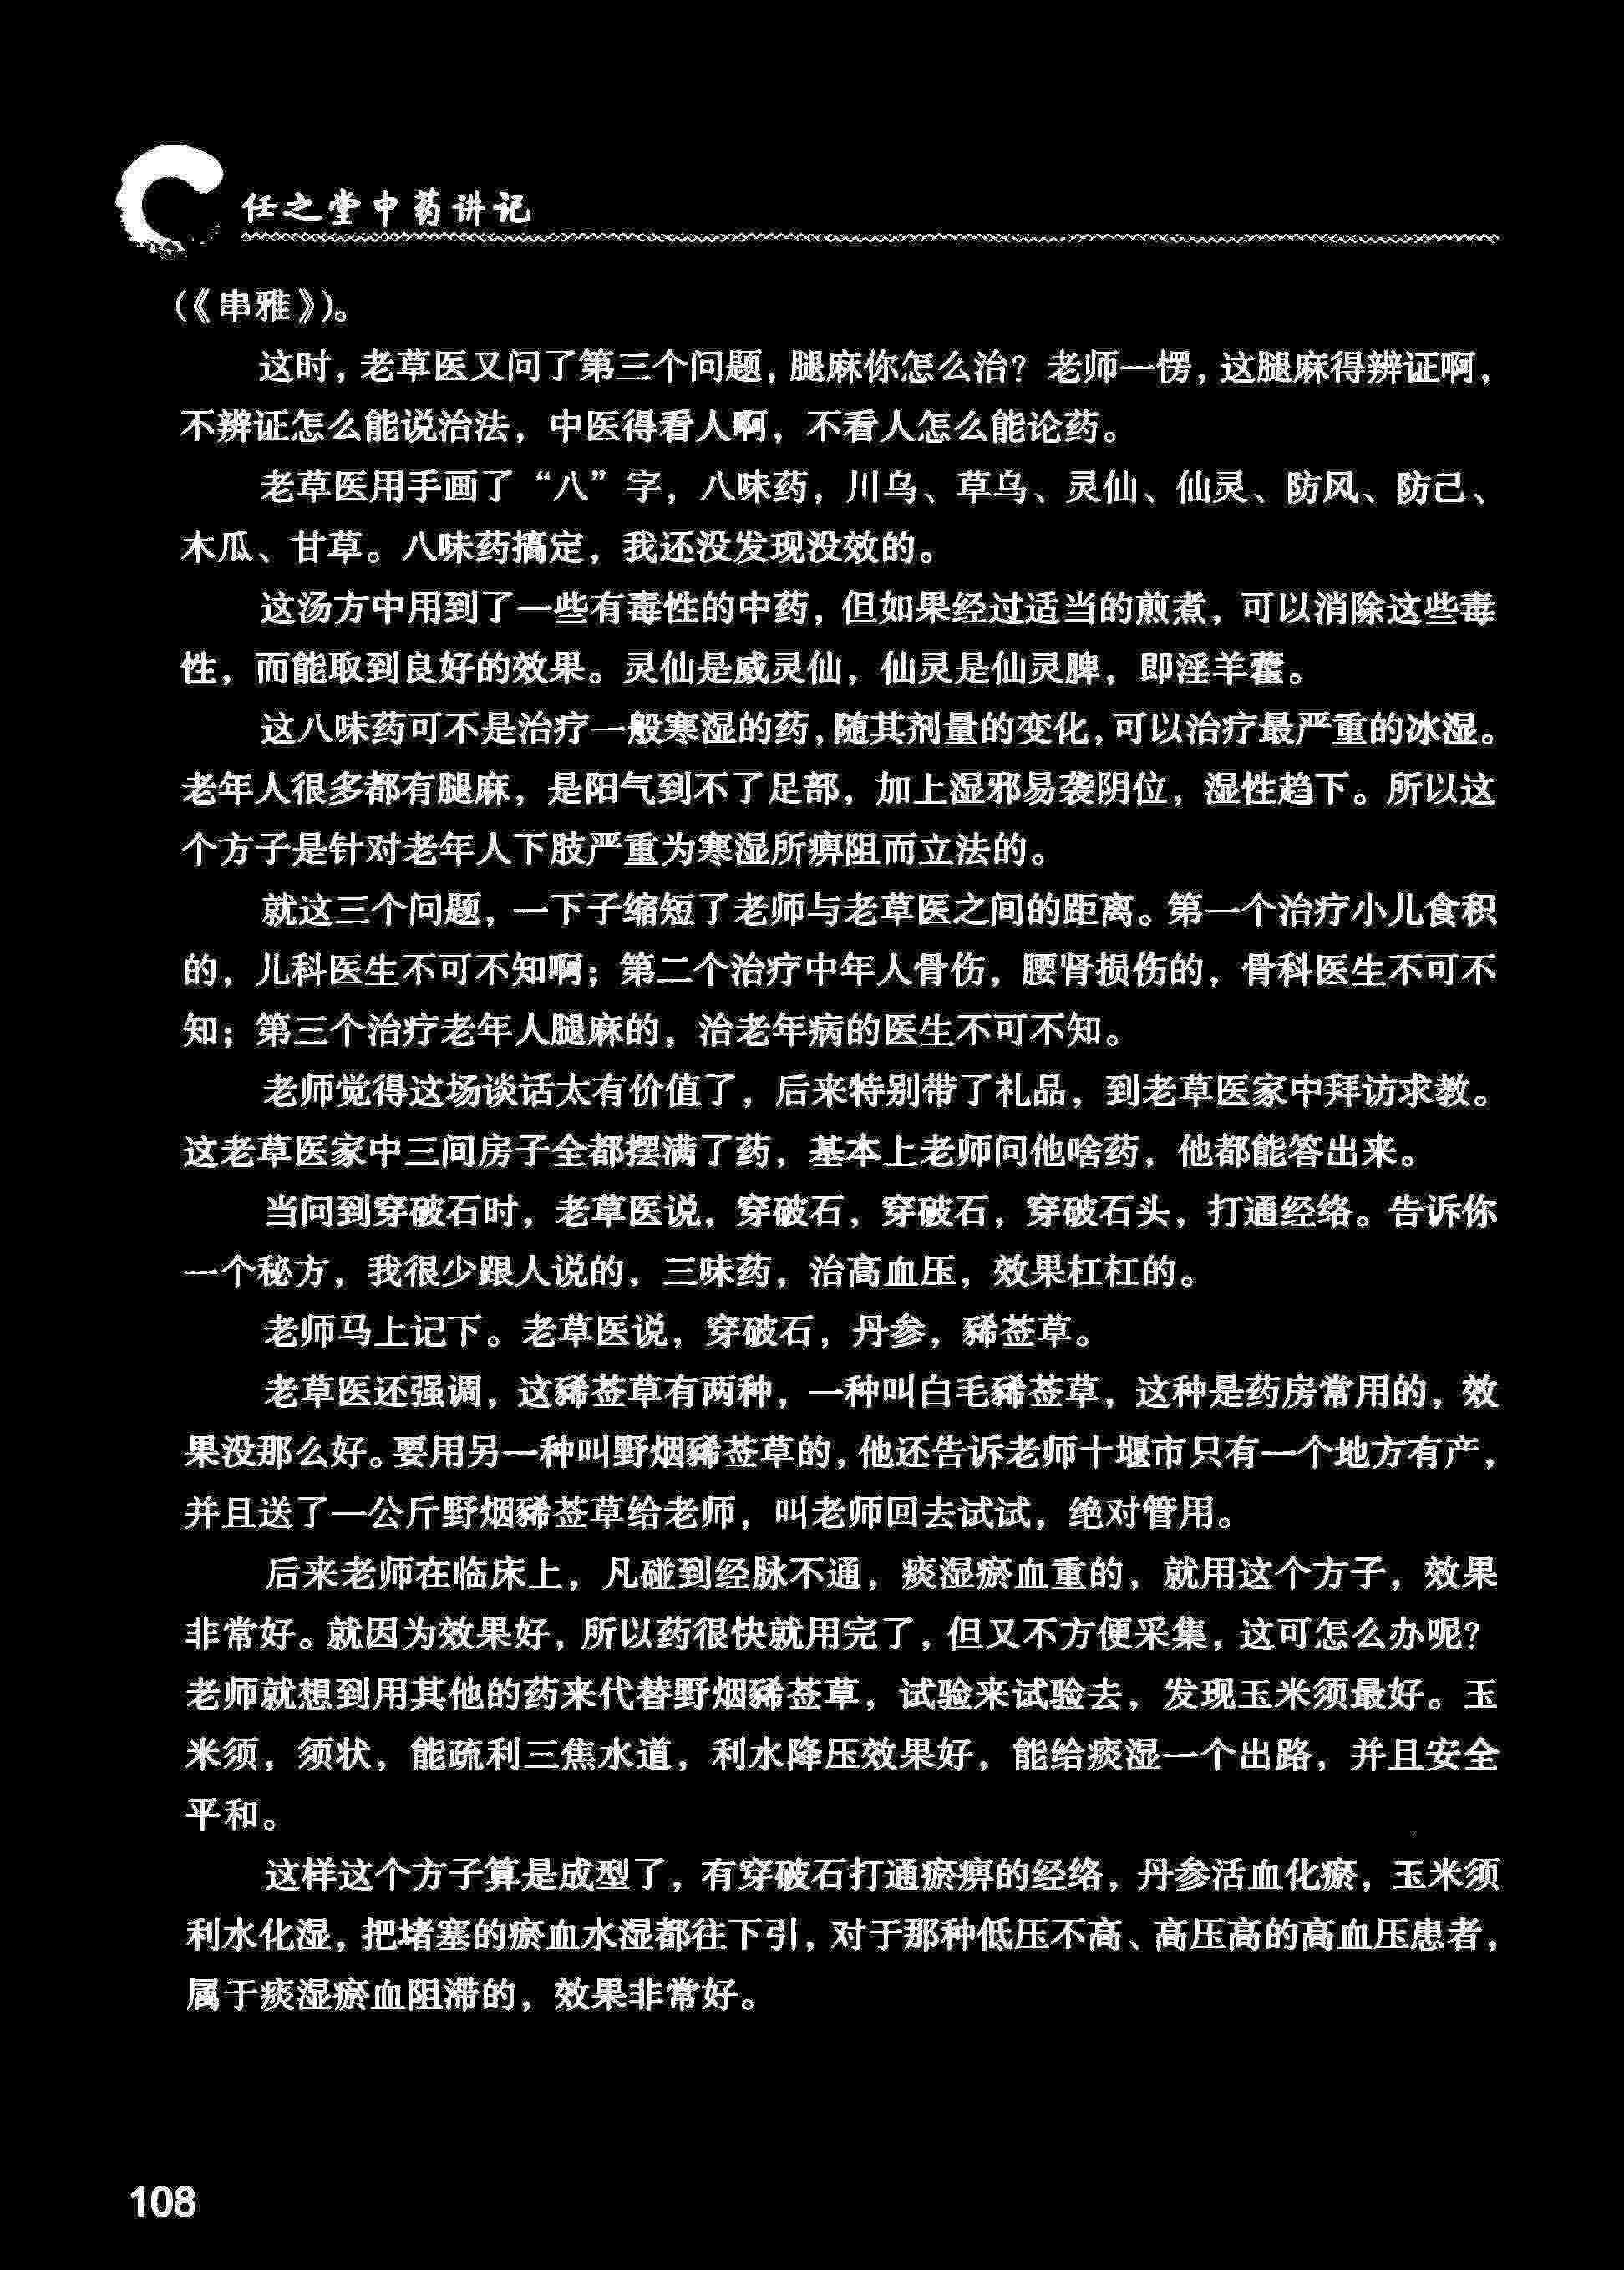 任之堂中药讲记
(《串雅》)。
这时，老草医又问了第三个问题，腿麻你怎么治？老师一愣，这腿麻得辨证啊，
不辨证怎么能说治法，中医得看人啊，不看人怎么能论药。
老草医用手画了“八”字，八味药，川乌、草乌、灵仙、仙灵、防风、防己、
木瓜、甘草。八味药搞定，我还没发现没效的。
这汤方中用到了一些有毒性的中药，但如果经过适当的煎煮，可以消除这些毒
性，而能取到良好的效果。灵仙是威灵仙，仙灵是仙灵脾，即淫羊藿。
这八味药可不是治疗一般寒湿的药，随其剂量的变化，可以治疗最严重的冰湿。
老年人很多都有腿麻，是阳气到不了足部，加上湿邪易袭阴位，湿性趋下。所以这
个方子是针对老年人下肢严重为寒湿所痹阻而立法的。
就这三个问题，一下子缩短了老师与老草医之间的距离。第一个治疗小儿食积
的，儿科医生不可不知啊；第二个治疗中年人骨伤，腰肾损伤的，骨科医生不可不
知；第三个治疗老年人腿麻的，治老年病的医生不可不知。
老师觉得这场谈话太有价值了，后来特别带了礼品，到老草医家中拜访求教。
这老草医家中三间房子全都摆满了药，基本上老师问他啥药，他都能答出来。
当问到穿破石时，老草医说，穿破石，穿破石，穿破石头，打通经络。告诉你
一个秘方，我很少跟人说的，三味药，治高血压，效果杠杠的。
老师马上记下。老草医说，穿破石，丹参，豨莶草。
老草医还强调，这豨莶草有两种，一种叫白毛豨莶草，这种是药房常用的，效
果没那么好。要用另一种叫野烟豨莶草的，他还告诉老师十堰市只有一个地方有产，
并且送了一公斤野烟豨莶草给老师，叫老师回去试试，绝对管用。
后来老师在临床上，凡碰到经脉不通，痰湿瘀血重的，就用这个方子，效果
非常好。就因为效果好，所以药很快就用完了，但又不方便采集，这可怎么办呢？
老师就想到用其他的药来代替野烟豨莶草，试验来试验去，发现玉米须最好。玉
米须，须状，能疏利三焦水道，利水降压效果好，能给痰湿一个出路，并且安全
平和。
这样这个方子算是成型了，有穿破石打通瘀痹的经络，丹参活血化瘀，玉米须
利水化湿，把堵塞的瘀血水湿都往下引，对于那种低压不高、高压高的高血压患者，
属于痰湿瘀血阻滞的，效果非常好。
108